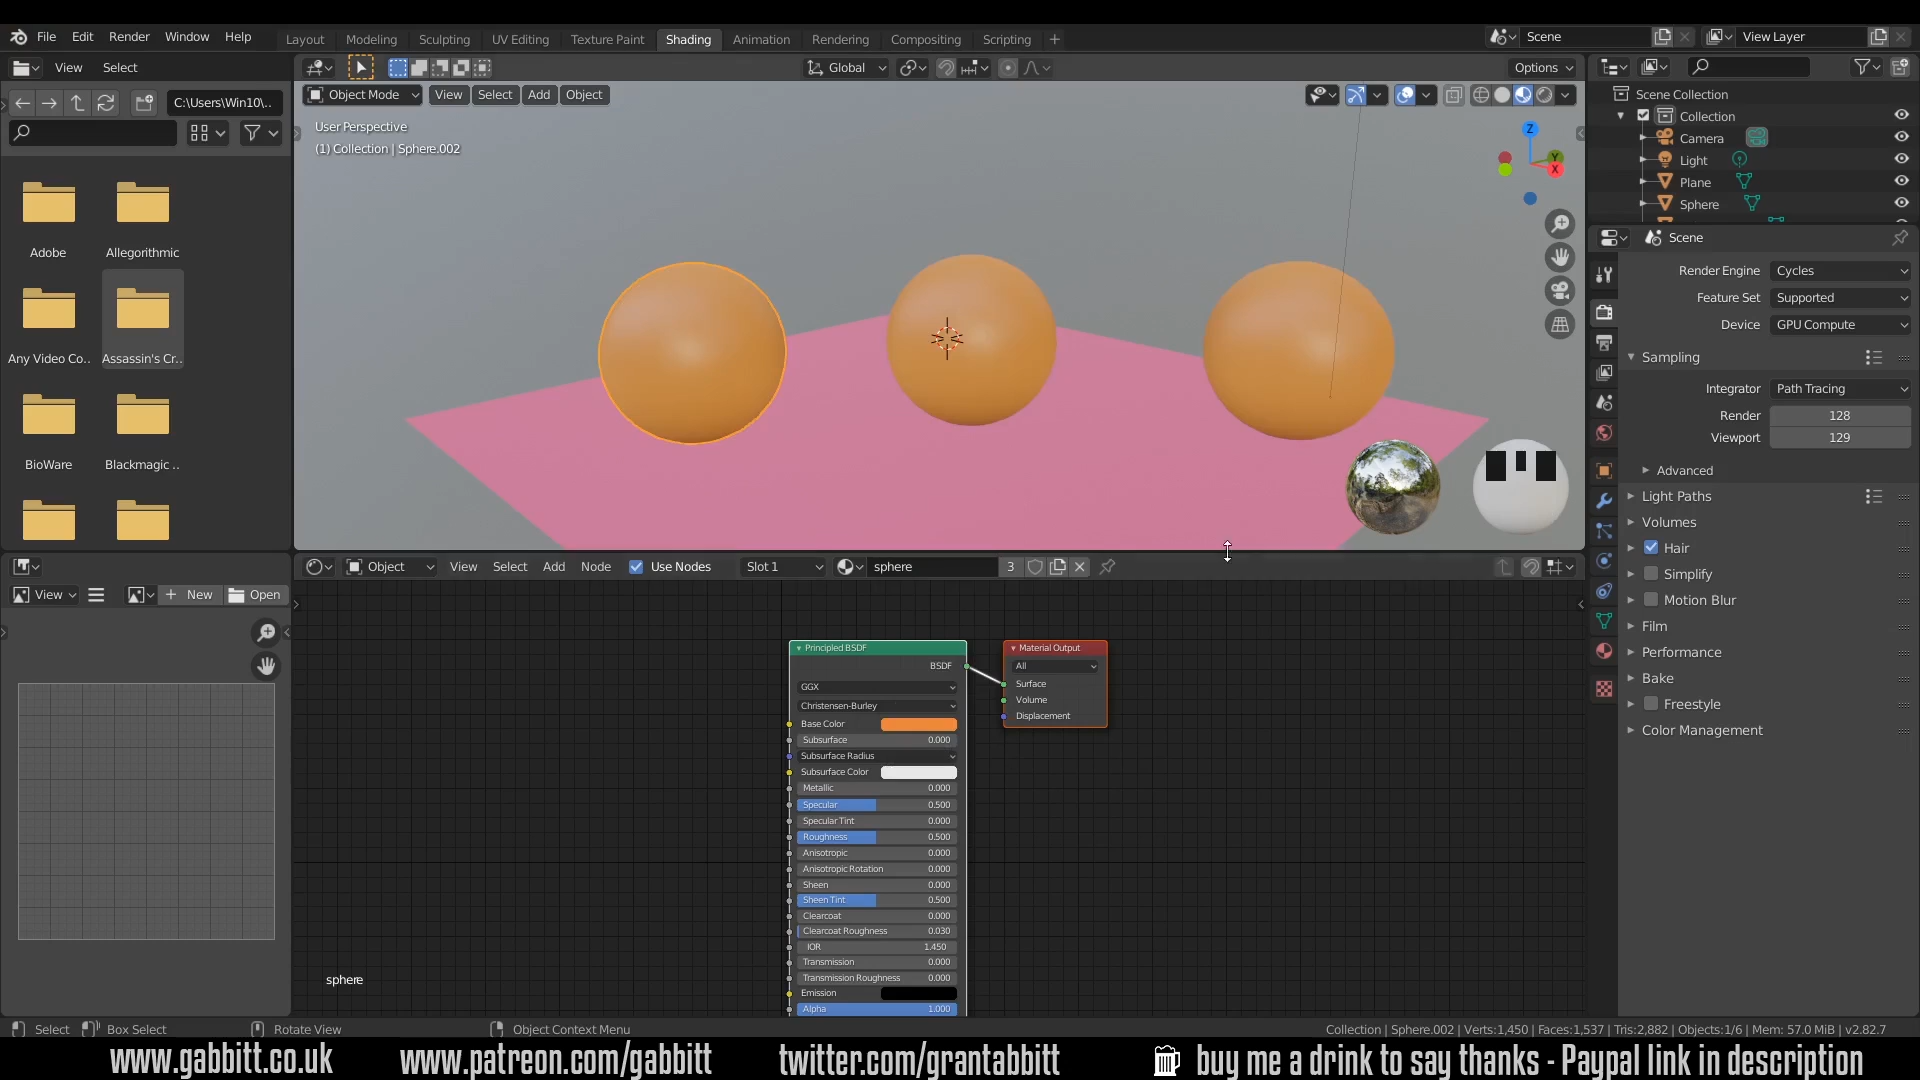 File Edit Render Window Help Layout Modeling Sculpting UV Editing Texture Paint Shading Animation Rendering Compositing Scripting + Scene View Layer
View Select
Global Options
C:\Users\Win10\..
Object Mode View Select Add Object
User Perspective
(1) Collection | Sphere.002
Z
Y
X
Adobe Allegorithmic
Any Video Co.. Assassin's Cr..
BioWare Blackmagic ..
Scene Collection
Collection
Camera
Light
Plane
Sphere
Scene
Render Engine Cycles
Feature Set Supported
Device GPU Compute
Sampling
Integrator Path Tracing
Render 128
Viewport 129
Advanced
Light Paths
Volumes
Hair
Simplify
Motion Blur
Film
Performance
Bake
Freestyle
Color Management
Object View Select Add Node Use Nodes Slot 1 sphere 3
View New Open
Principled BSDF
BSDF
GGX
Christensen-Burley
Base Color
Subsurface 0.000
Subsurface Radius
Subsurface Color
Metallic 0.000
Specular 0.500
Specular Tint 0.000
Roughness 0.500
Anisotropic 0.000
Anisotropic Rotation 0.000
Sheen 0.000
Sheen Tint 0.500
Clearcoat 0.000
Clearcoat Roughness 0.030
IOR 1.450
Transmission 0.000
Transmission Roughness 0.000
Emission
Alpha 1.000
Material Output
All
Surface
Volume
Displacement
sphere
Select Box Select Rotate View Object Context Menu
Collection | Sphere.002 | Verts:1,450 | Faces:1,537 | Tris:2,882 | Objects:1/6 | Mem: 57.0 MiB | v2.82.7
www.gabbitt.co.uk www.patreon.com/gabbitt twitter.com/grantabbitt buy me a drink to say thanks - Paypal link in description